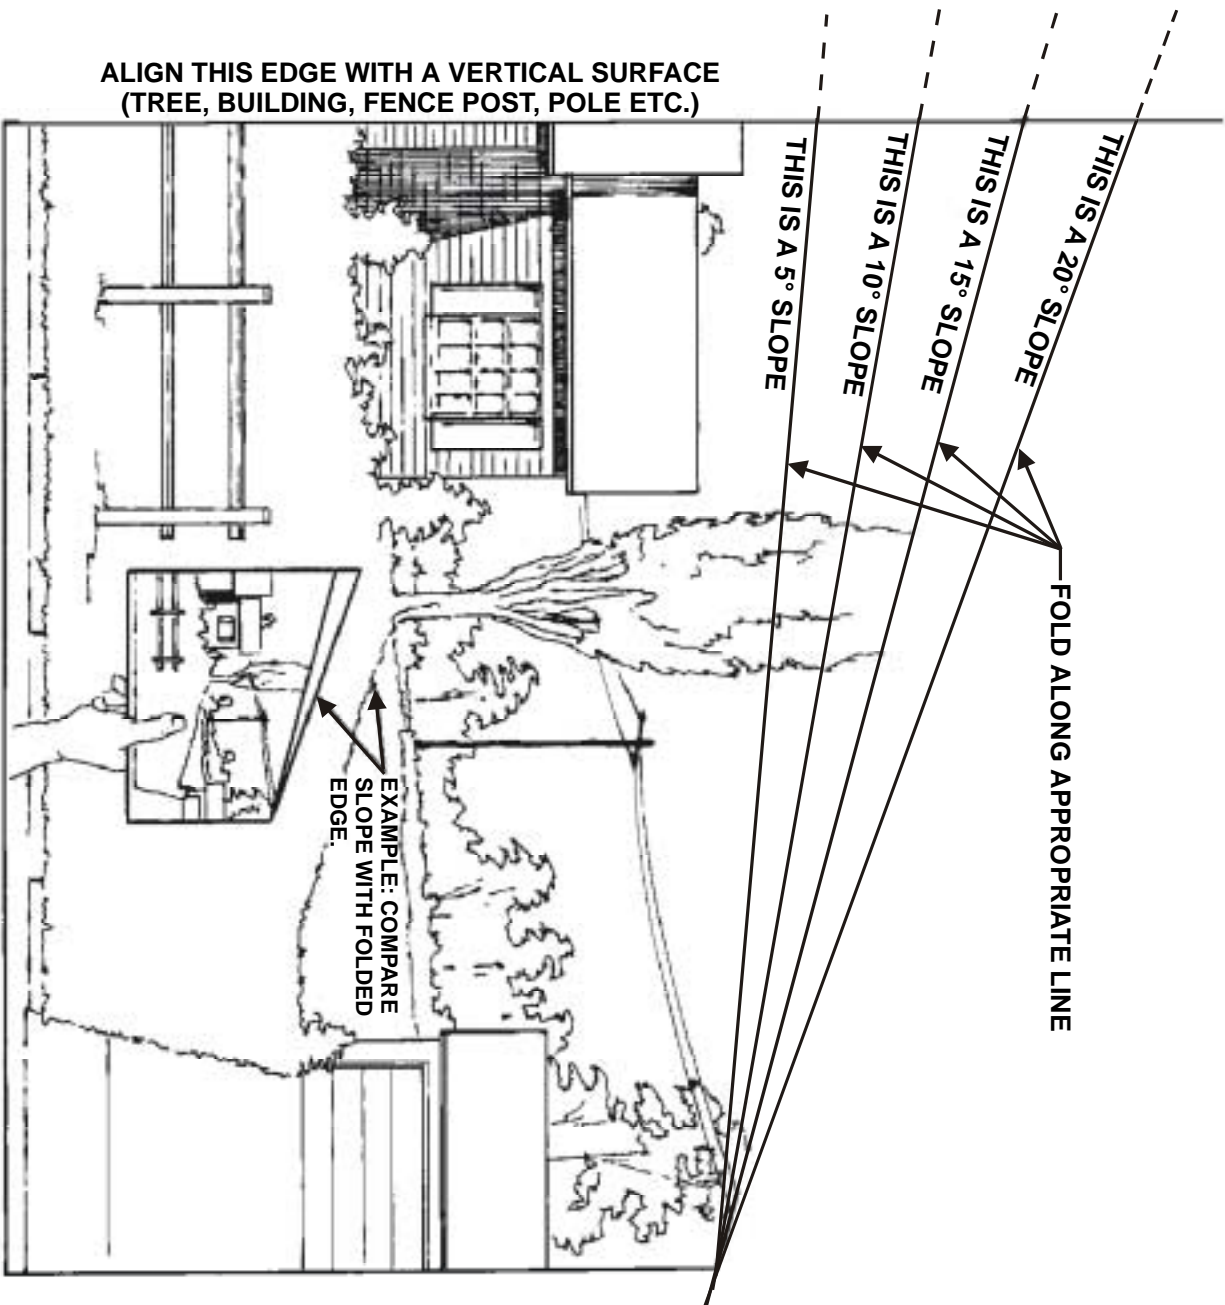 ALIGN THIS EDGE WITH A VERTICAL SURFACE
(TREE, BUILDING, FENCE POST, POLE ETC.)
THIS IS A 5° SLOPE
THIS IS A 10° SLOPE
THIS IS A 15° SLOPE
THIS IS A 20° SLOPE
FOLD ALONG APPROPRIATE LINE
EXAMPLE: COMPARE
SLOPE WITH FOLDED
EDGE.